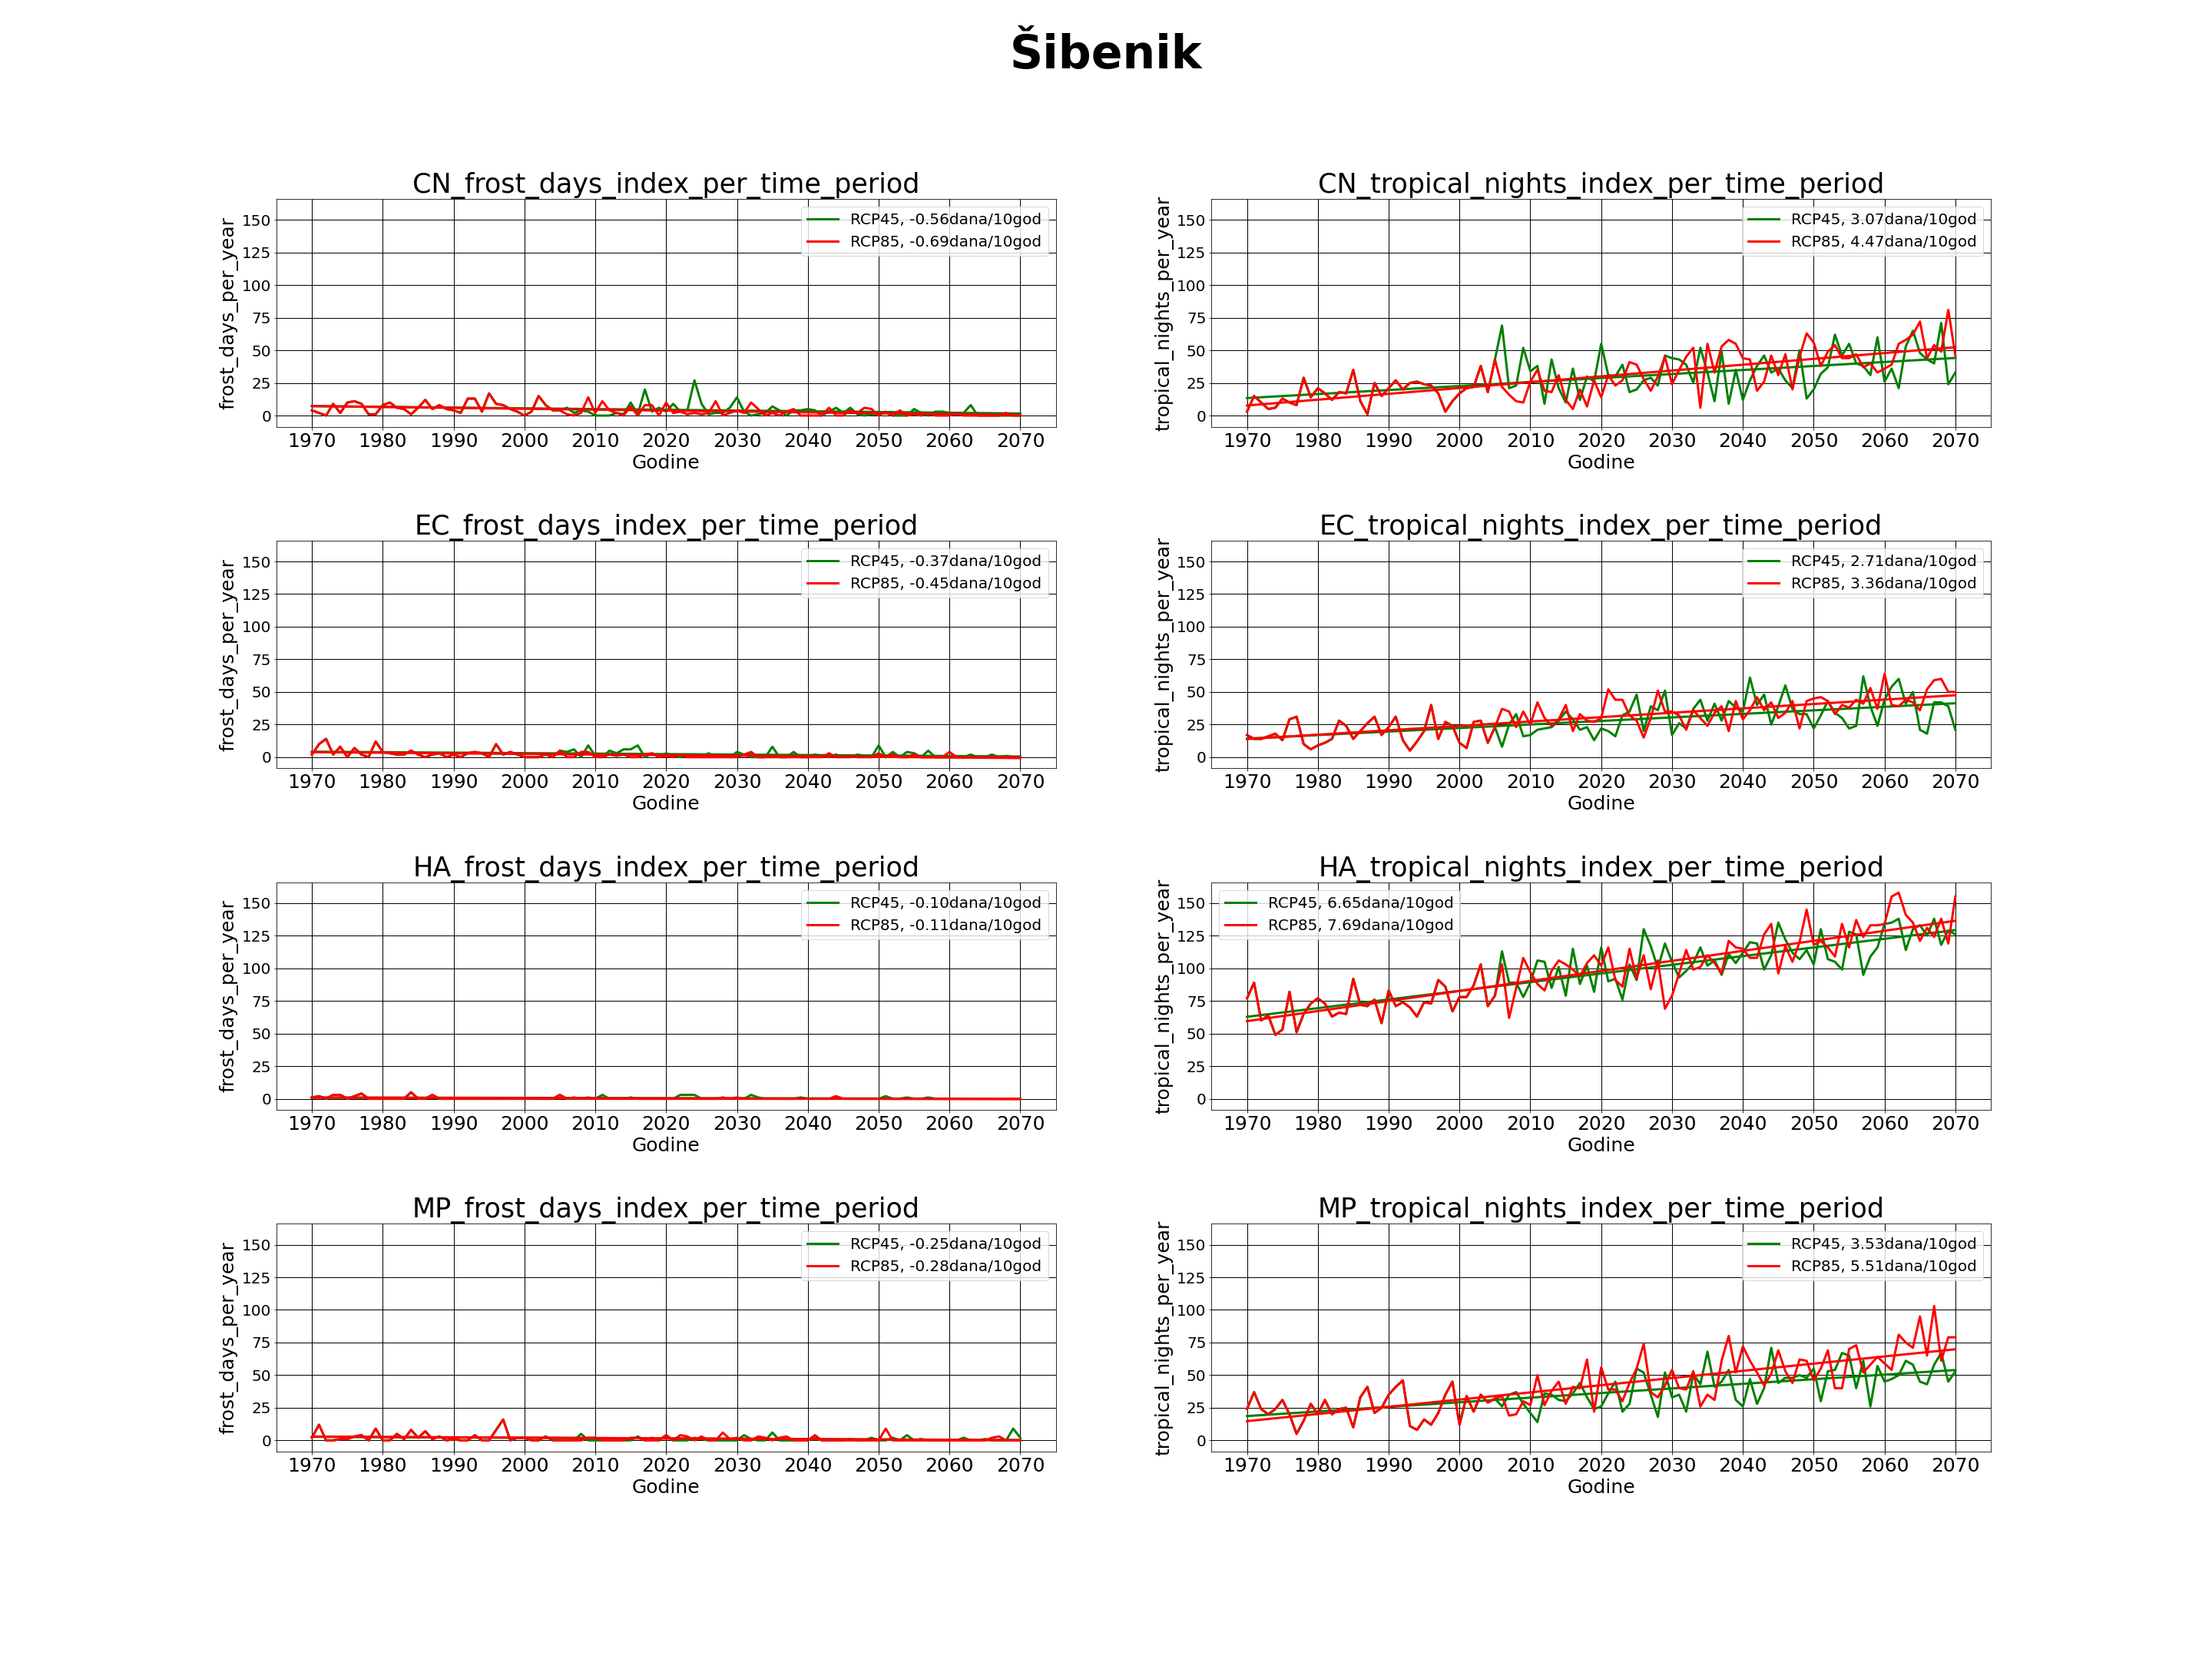 Šibenik
CN_frost_days_index_per_time_period
frost_days_per_year
150
125
100
75
50
25
0
RCP45, -0.56dana/10god
RCP85, -0.69dana/10god
1970 1980 1990 2000 2010 2020 2030 2040 2050 2060 2070
Godine
CN_tropical_nights_index_per_time_period
tropical_nights_per_year
150
125
100
75
50
25
0
RCP45, 3.07dana/10god
RCP85, 4.47dana/10god
1970 1980 1990 2000 2010 2020 2030 2040 2050 2060 2070
Godine
EC_frost_days_index_per_time_period
frost_days_per_year
150
125
100
75
50
25
0
RCP45, -0.37dana/10god
RCP85, -0.45dana/10god
1970 1980 1990 2000 2010 2020 2030 2040 2050 2060 2070
Godine
EC_tropical_nights_index_per_time_period
tropical_nights_per_year
150
125
100
75
50
25
0
RCP45, 2.71dana/10god
RCP85, 3.36dana/10god
1970 1980 1990 2000 2010 2020 2030 2040 2050 2060 2070
Godine
HA_frost_days_index_per_time_period
frost_days_per_year
150
125
100
75
50
25
0
RCP45, -0.10dana/10god
RCP85, -0.11dana/10god
1970 1980 1990 2000 2010 2020 2030 2040 2050 2060 2070
Godine
HA_tropical_nights_index_per_time_period
tropical_nights_per_year
150
125
100
75
50
25
0
RCP45, 6.65dana/10god
RCP85, 7.69dana/10god
1970 1980 1990 2000 2010 2020 2030 2040 2050 2060 2070
Godine
MP_frost_days_index_per_time_period
frost_days_per_year
150
125
100
75
50
25
0
RCP45, -0.25dana/10god
RCP85, -0.28dana/10god
1970 1980 1990 2000 2010 2020 2030 2040 2050 2060 2070
Godine
MP_tropical_nights_index_per_time_period
tropical_nights_per_year
150
125
100
75
50
25
0
RCP45, 3.53dana/10god
RCP85, 5.51dana/10god
1970 1980 1990 2000 2010 2020 2030 2040 2050 2060 2070
Godine